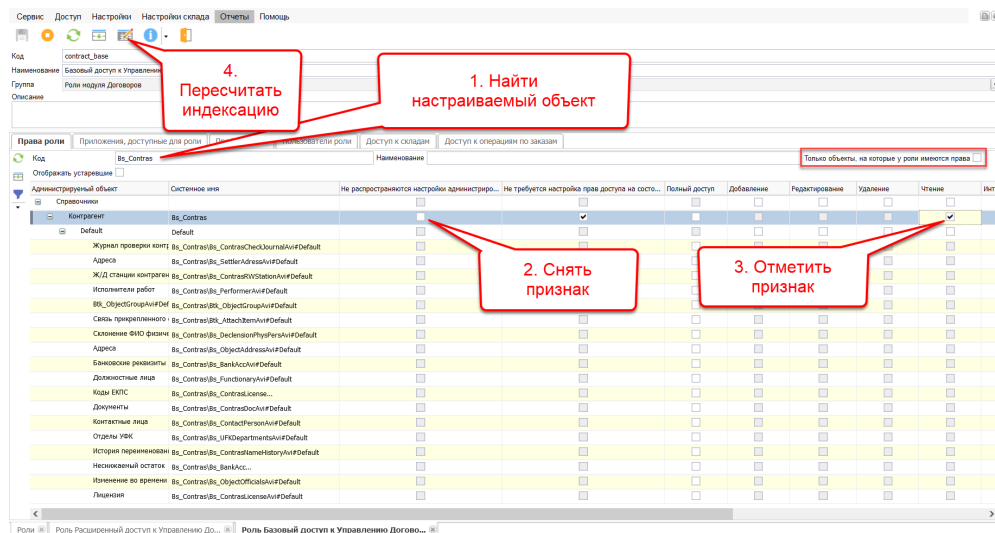 Сервис Доступ Настройки Настройки склада Отчеты Помощь
Код contract_base
Наименование Базовый доступ к Управлению
Группа Роли модуля Договоров
Описание
4.
Пересчитать
индексацию
1. Найти
настраиваемый объект
Права роли Приложения, доступные для роли Пользователи роли Доступ к складам Доступ к операциям по заказам
Код Bs_Contras Наименование Только объекты, на которые у роли имеются права
Отображать устаревшие
Администрируемый объект Системное имя Не распространяются настройки администриро... Не требуется настройка прав доступа на состо... Полный доступ Добавление Редактирование Удаление Чтение Инт
Справочники
Контрагент Bs_Contras
Default Default
Журнал проверки контр Bs_Contras\Bs_ContrasCheckJournalAvi#Default
Адреса Bs_Contras\Bs_SettlerAdressAvi#Default
Ж/Д станции контраген Bs_Contras\Bs_ContrasRWStationAvi#Default
Исполнители работ Bs_Contras\Bs_PerformerAvi#Default
Btk_ObjectGroupAvi#Def Bs_Contras\Btk_ObjectGroupAvi#Default
Связь прикрепленного Bs_Contras\Btk_AttachItemAvi#Default
Склонение ФИО физиче Bs_Contras\Bs_DeclensionPhysPersAvi#Default
Адреса Bs_Contras\Bs_ObjectAddressAvi#Default
Банковские реквизиты Bs_Contras\Bs_BankAccAvi#Default
Должностные лица Bs_Contras\Bs_FunctionaryAvi#Default
Коды ЕКПС Bs_Contras\Bs_ContrasLicense...
Документы Bs_Contras\Bs_ContrasDocAvi#Default
Контактные лица Bs_Contras\Bs_ContactPersonAvi#Default
Отделы УФК Bs_Contras\Bs_UFKDepartmentsAvi#Default
История переименовани Bs_Contras\Bs_ContrasNameHistoryAvi#Default
Неснижаемый остаток Bs_Contras\Bs_BankAcc...
Изменение во времени Bs_Contras\Bs_ObjectOfficialsAvi#Default
Лицензия Bs_Contras\Bs_ContrasLicenseAvi#Default
2. Снять
признак
3. Отметить
признак
Роли Роль Расширенный доступ к Управлению До... Роль Базовый доступ к Управлению Догово...